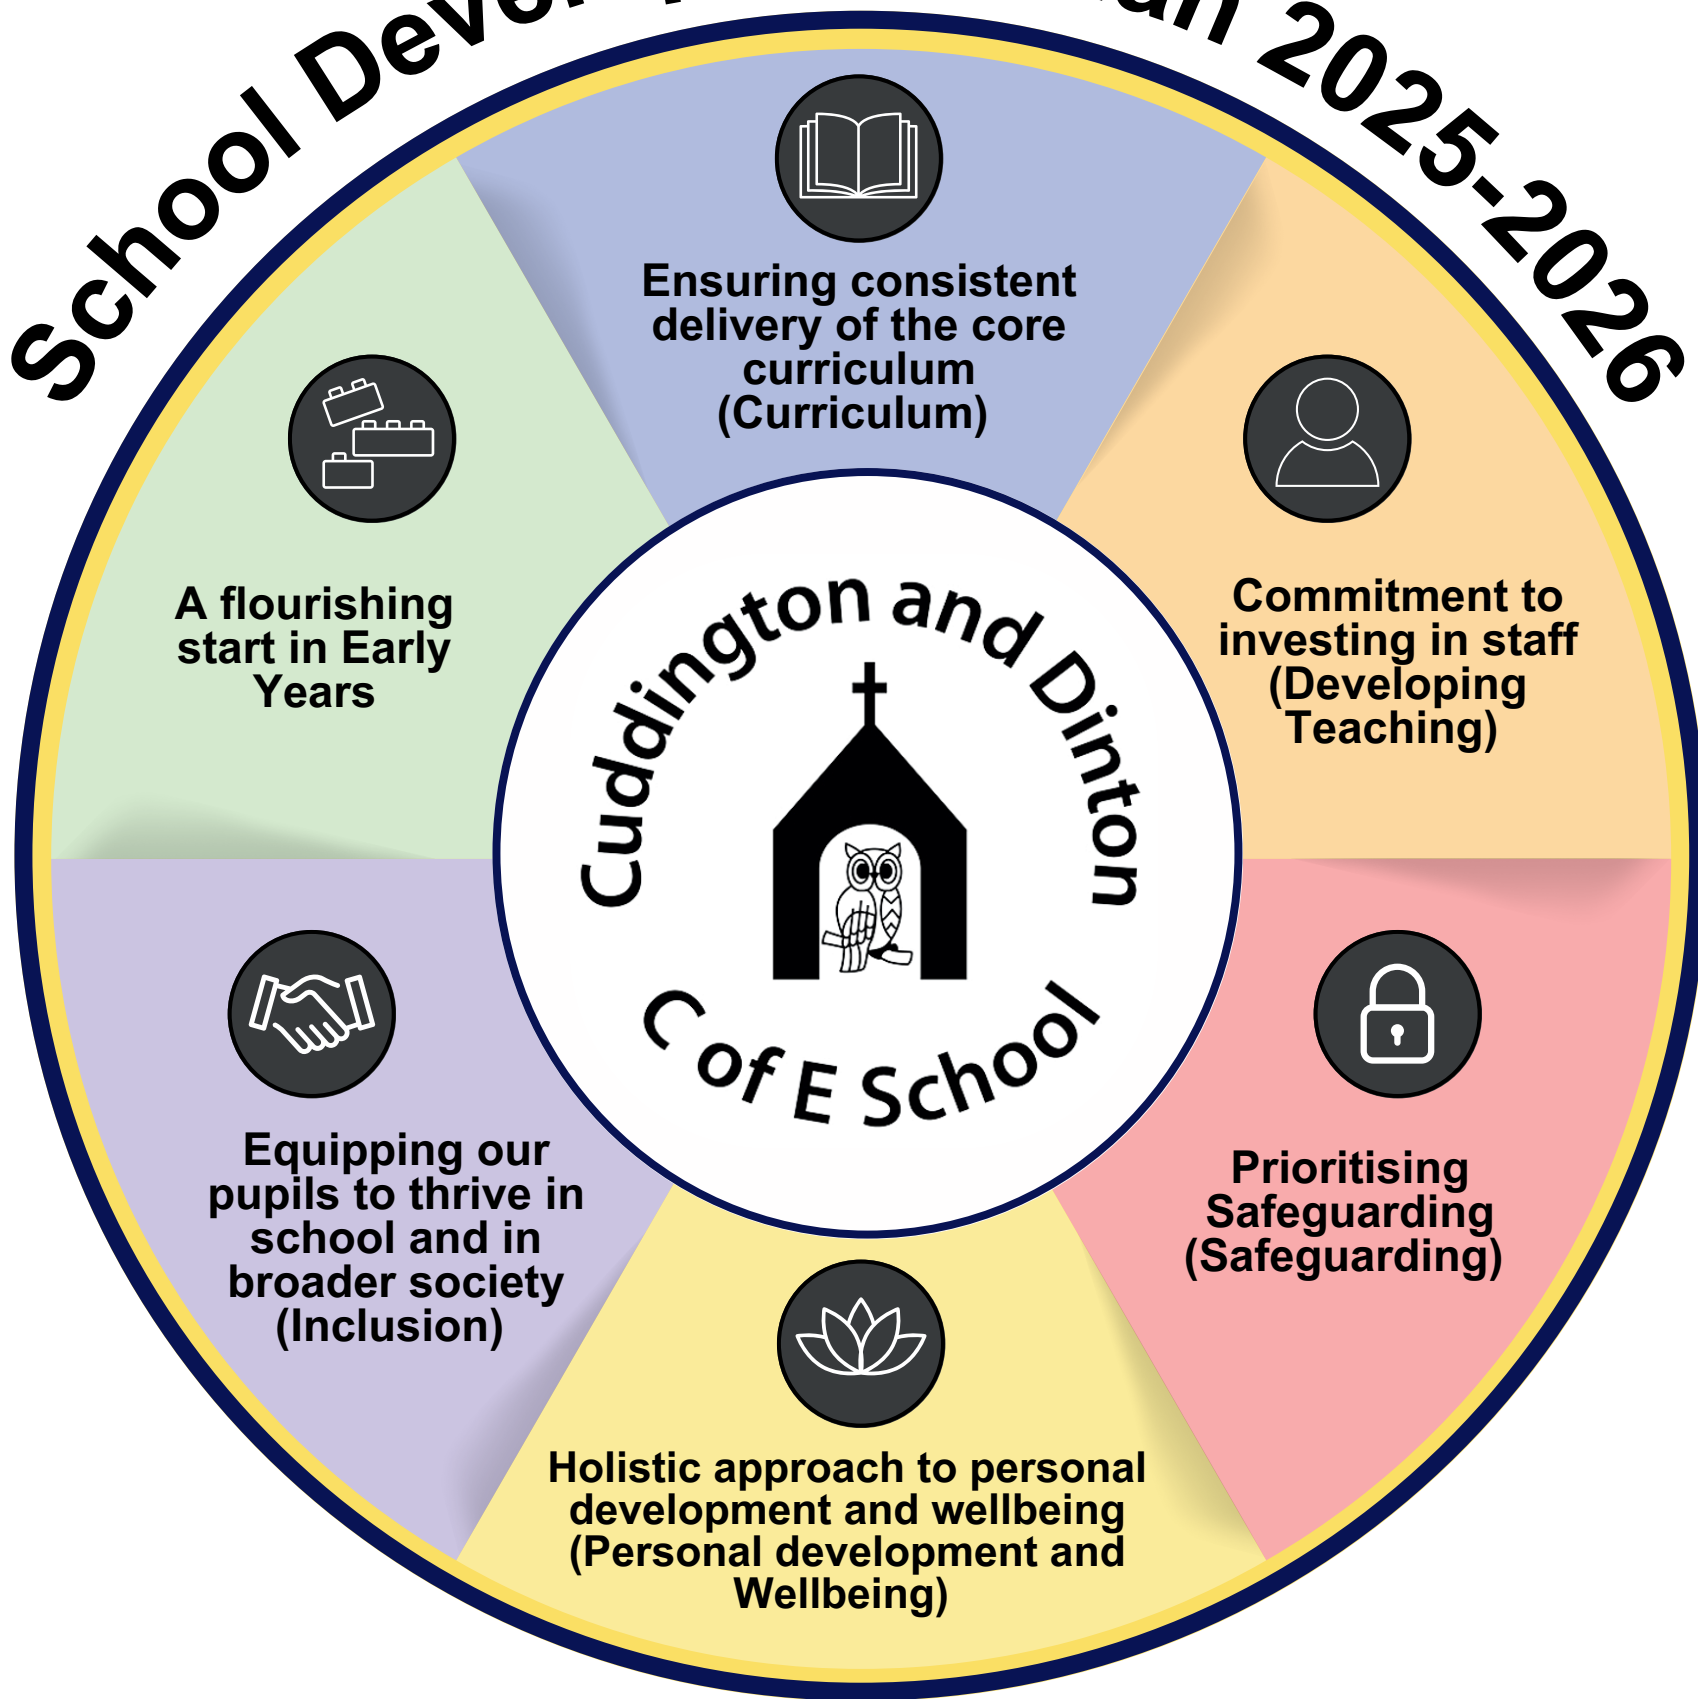 School 2025-2026
Ensuring consistent
delivery of the core
curriculum
(Curriculum)
Commitment to
investing in staff
(Developing
Teaching)
Prioritising
Safeguarding
(Safeguarding)
Holistic approach to personal
development and wellbeing
(Personal development and
Wellbeing)
Equipping our
pupils to thrive in
school and in
broader society
(Inclusion)
A flourishing
start in Early
Years
Cuddington and Dinton
C of E School